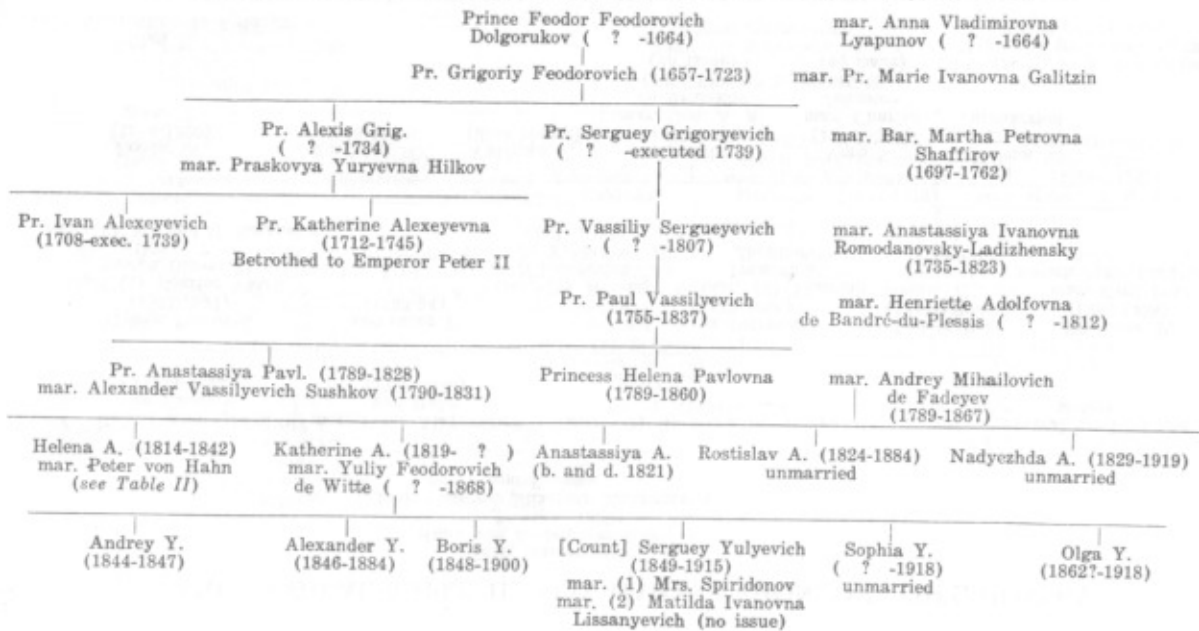 Prince Feodor Feodorovich
Dolgorukov ( ? -1664)
mar. Anna Vladimirovna
Lyapunov ( ? -1664)
Pr. Grigoriy Feodorovich (1657-1723)
mar. Pr. Marie Ivanovna Galitzin
Pr. Alexis Grig.
( ? -1734)
mar. Praskovya Yuryevna Hilkov
Pr. Serguey Grigoryevich
( ? -executed 1739)
mar. Bar. Martha Petrovna
Shaffirov
(1697-1762)
Pr. Ivan Alexeyevich
(1708-exec. 1739)
Pr. Katherine Alexeyevna
(1712-1745)
Betrothed to Emperor Peter II
Pr. Vassiliy Sergueyevich
( ? -1807)
mar. Anastassiya Ivanovna
Romodanovsky-Ladizhensky
(1735-1823)
Pr. Paul Vassilyevich
(1755-1837)
mar. Henriette Adolfovna
de Bandré-du-Plessis ( ? -1812)
Pr. Anastassiya Pavl. (1789-1828)
mar. Alexander Vassilyevich Sushkov (1790-1831)
Princess Helena Pavlovna
(1789-1860)
mar. Andrey Mihailovich
de Fadeyev
(1789-1867)
Helena A. (1814-1842)
mar. Peter von Hahn
(see Table II)
Katherine A. (1819- ? )
mar. Yuliy Feodorovich
de Witte ( ? -1868)
Anastassiya A.
(b. and d. 1821)
Rostislav A. (1824-1884)
unmarried
Nadyezhda A. (1829-1919)
unmarried
Andrey Y.
(1844-1847)
Alexander Y.
(1846-1884)
Boris Y.
(1848-1900)
[Count] Serguey Yulyevich
(1849-1915)
mar. (1) Mrs. Spiridonov
mar. (2) Matilda Ivanovna
Lissanyevich (no issue)
Sophia Y.
( ? -1918)
unmarried
Olga Y.
(1862?-1918)